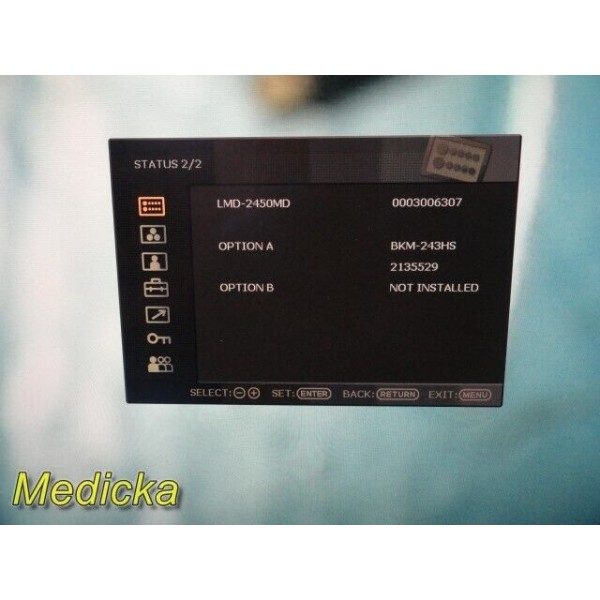 STATUS 2/2
LMD-2450MD 0003006307
OPTION A BKM-243HS
2135529
OPTION B NOT INSTALLED
SELECT: SET: ENTER BACK: RETURN EXIT: MENU
Medicka